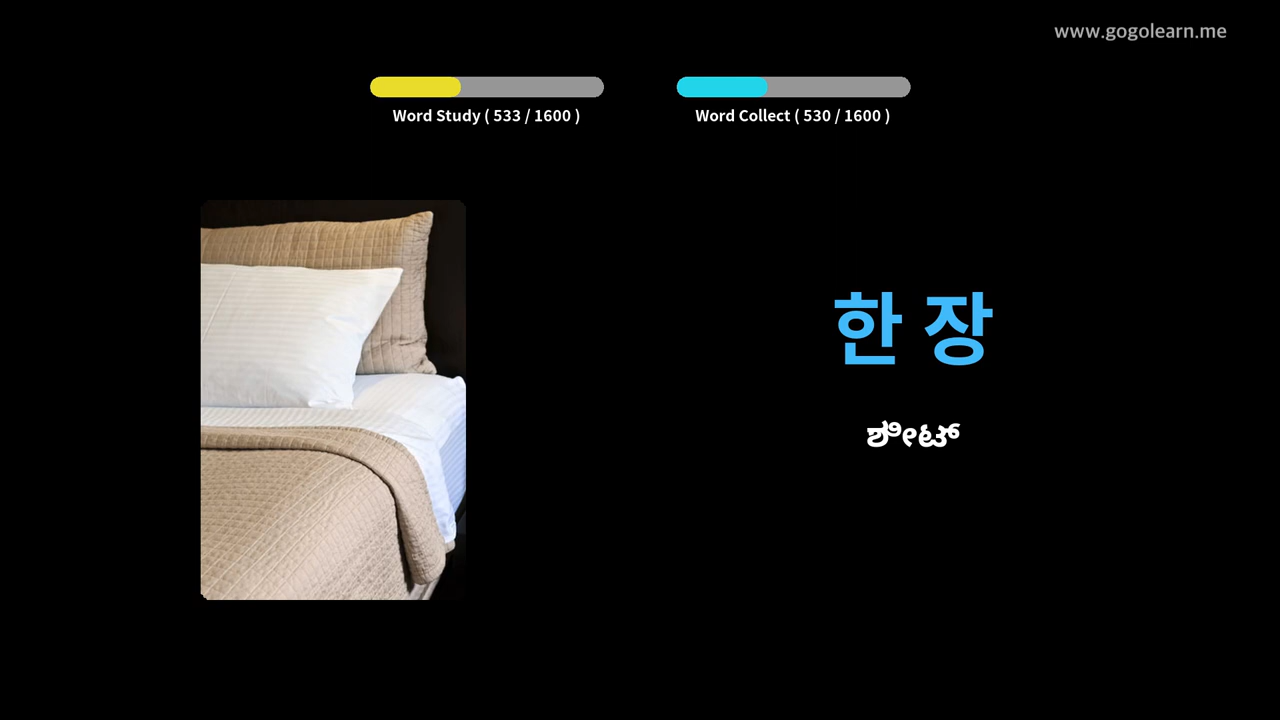 www.gogolearn.me
Word Study ( 533 / 1600 )
Word Collect ( 530 / 1600 )
한 장
ಶೀಟ್